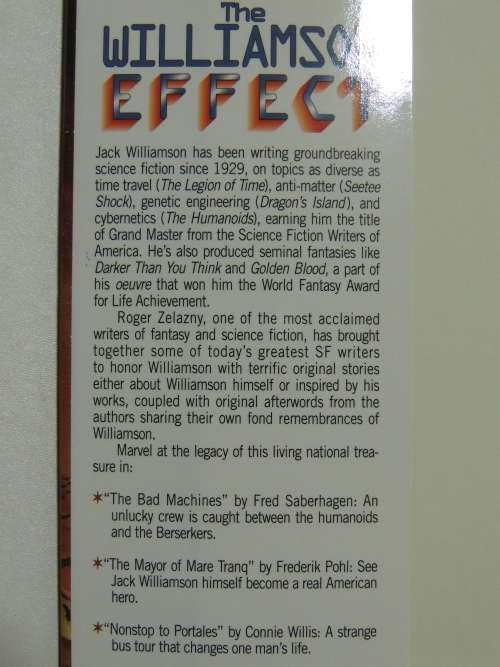 The
WILLIAMSON
EFFECT
Jack Williamson has been writing groundbreaking
science fiction since 1929, on topics as diverse as
time travel (The Legion of Time), anti-matter (Seetee
Shock), genetic engineering (Dragon's Island), and
cybernetics (The Humanoids), earning him the title
of Grand Master from the Science Fiction Writers of
America. He's also produced seminal fantasies like
Darker Than You Think and Golden Blood, a part of
his oeuvre that won him the World Fantasy Award
for Life Achievement.
Roger Zelazny, one of the most acclaimed
writers of fantasy and science fiction, has brought
together some of today's greatest SF writers
to honor Williamson with terrific original stories
either about Williamson himself or inspired by his
works, coupled with original afterwords from the
authors sharing their own fond remembrances of
Williamson.
Marvel at the legacy of this living national trea-
sure in:
✶"The Bad Machines" by Fred Saberhagen: An
unlucky crew is caught between the humanoids
and the Berserkers.
✶"The Mayor of Mare Tranq" by Frederik Pohl: See
Jack Williamson himself become a real American
hero.
✶"Nonstop to Portales" by Connie Willis: A strange
bus tour that changes one man's life.